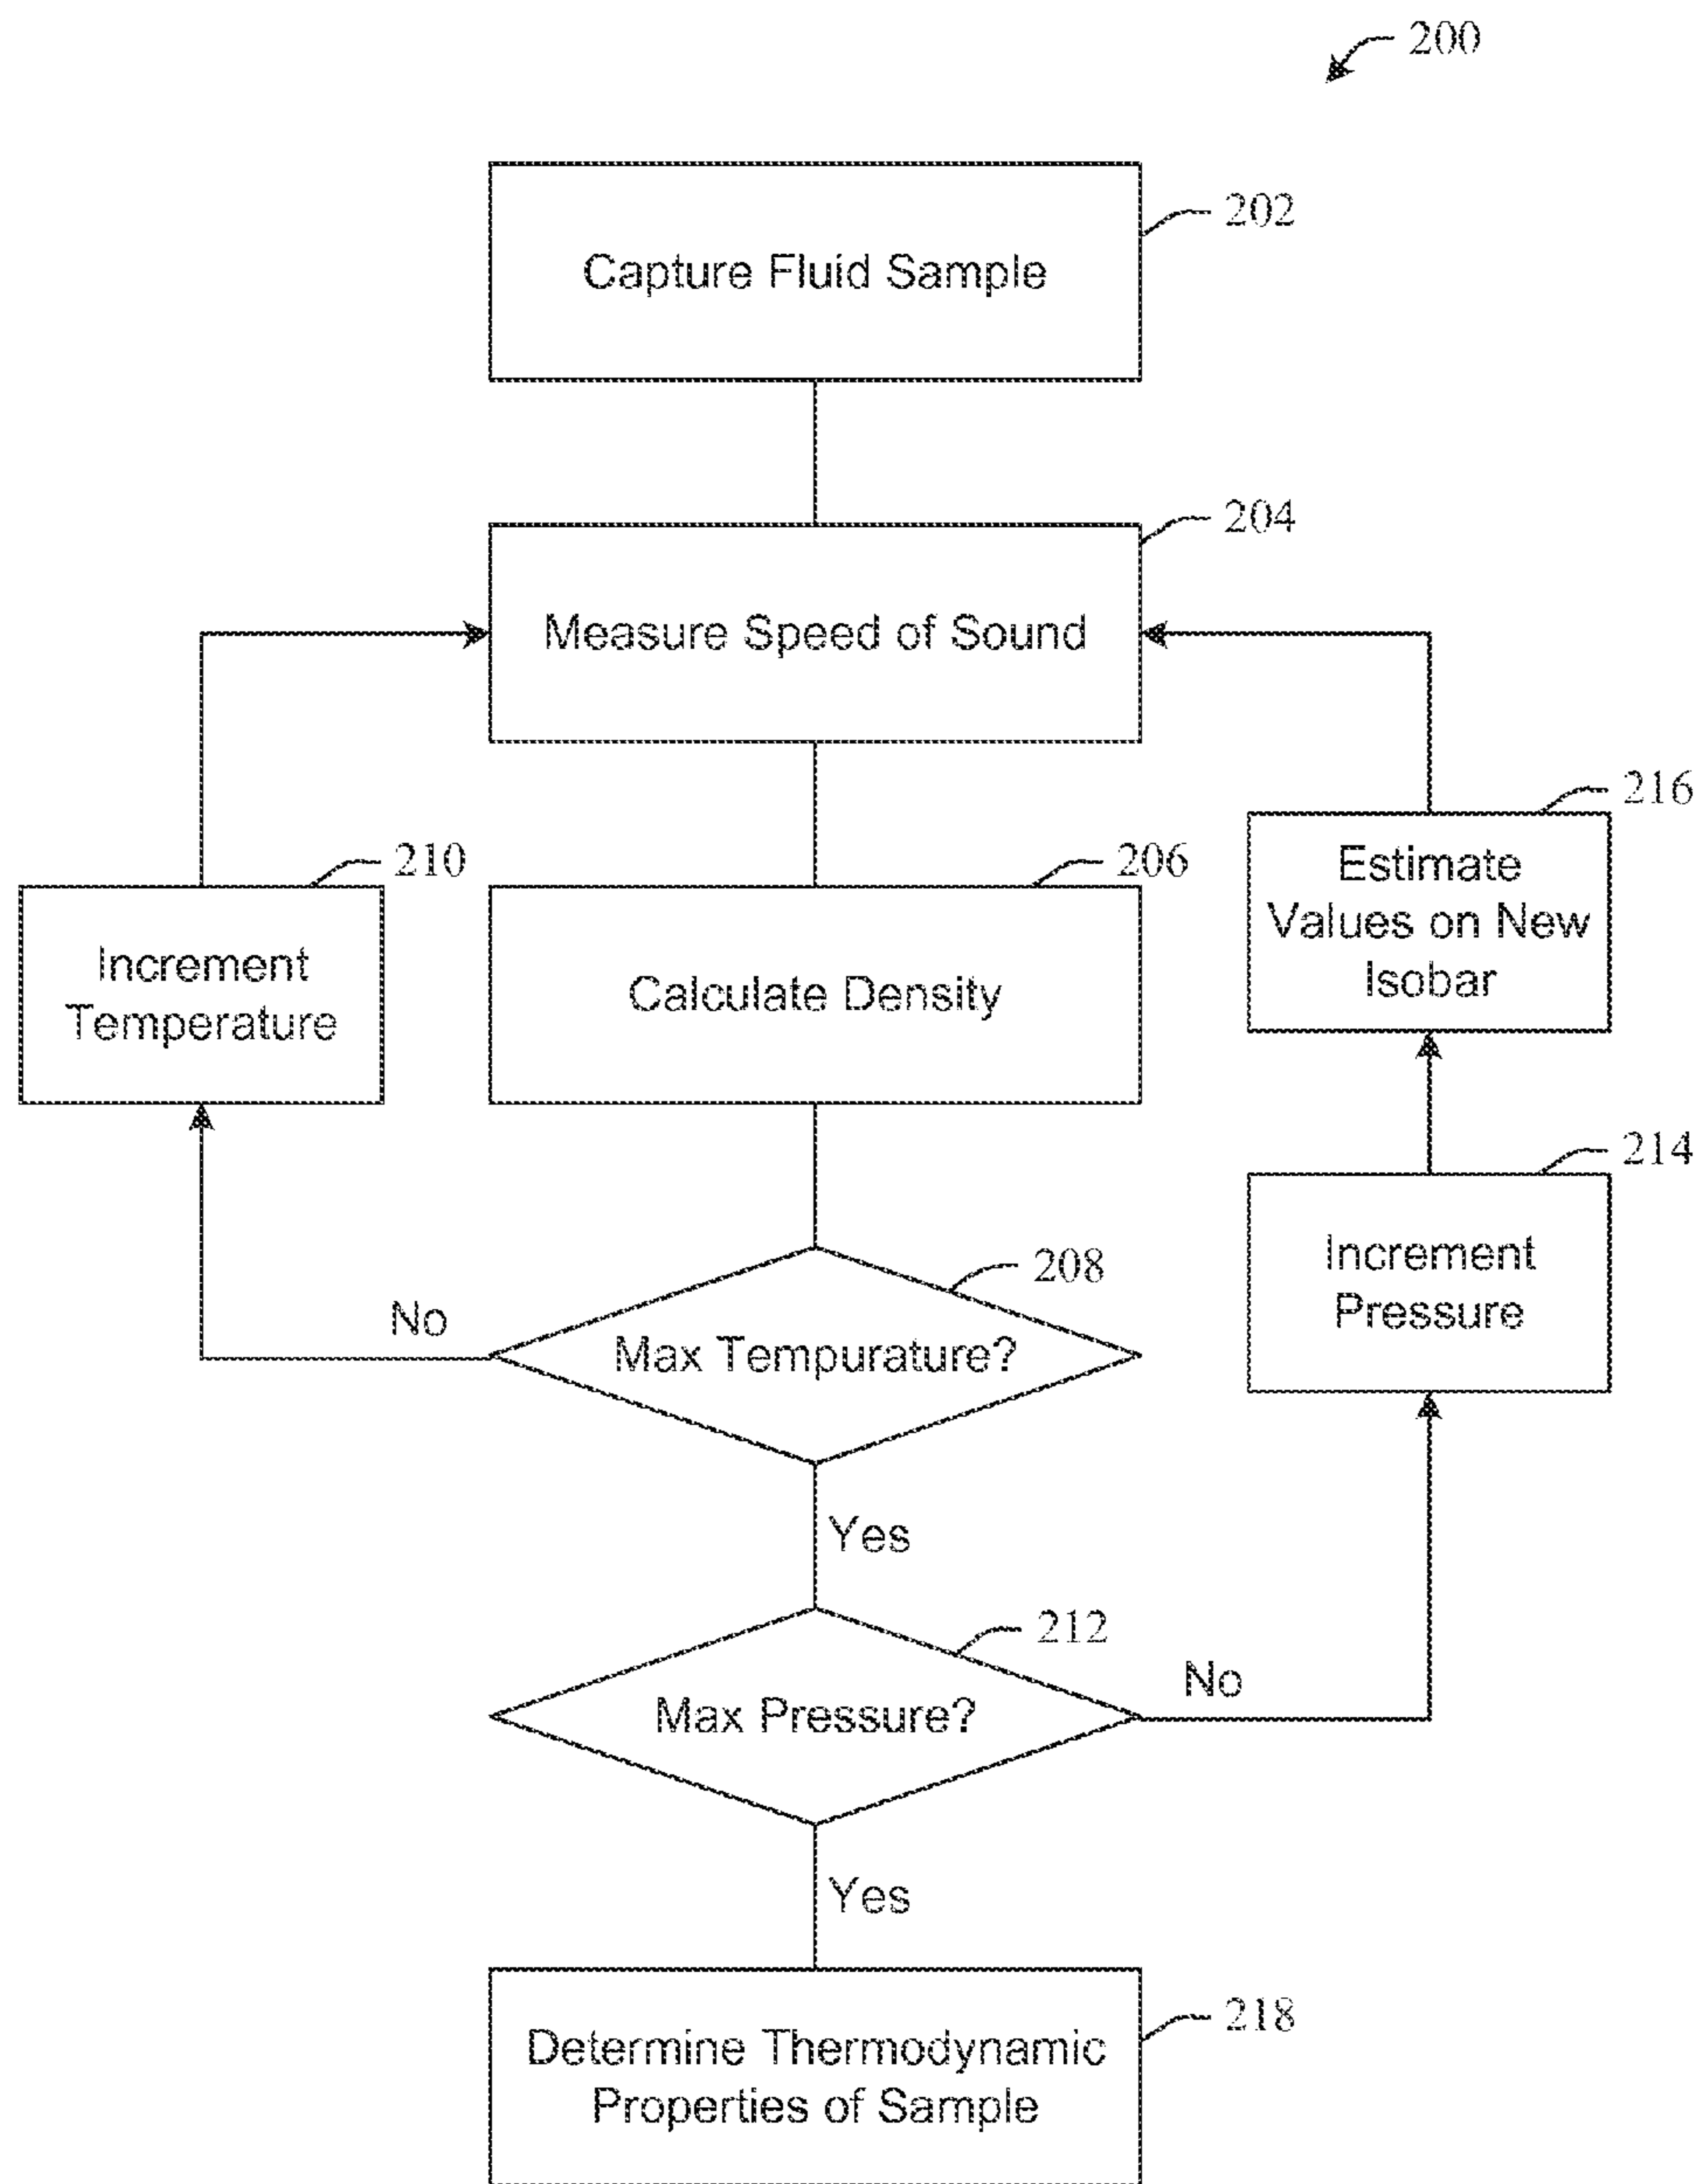 200
202
Capture Fluid Sample
204
Measure Speed of Sound
216
Estimate
Values on New
Isobar
210
Increment
Temperature
206
Calculate Density
214
Increment
Pressure
208
No
Max Tempurature?
Yes
212
No
Max Pressure?
Yes
218
Determine Thermodynamic
Properties of Sample